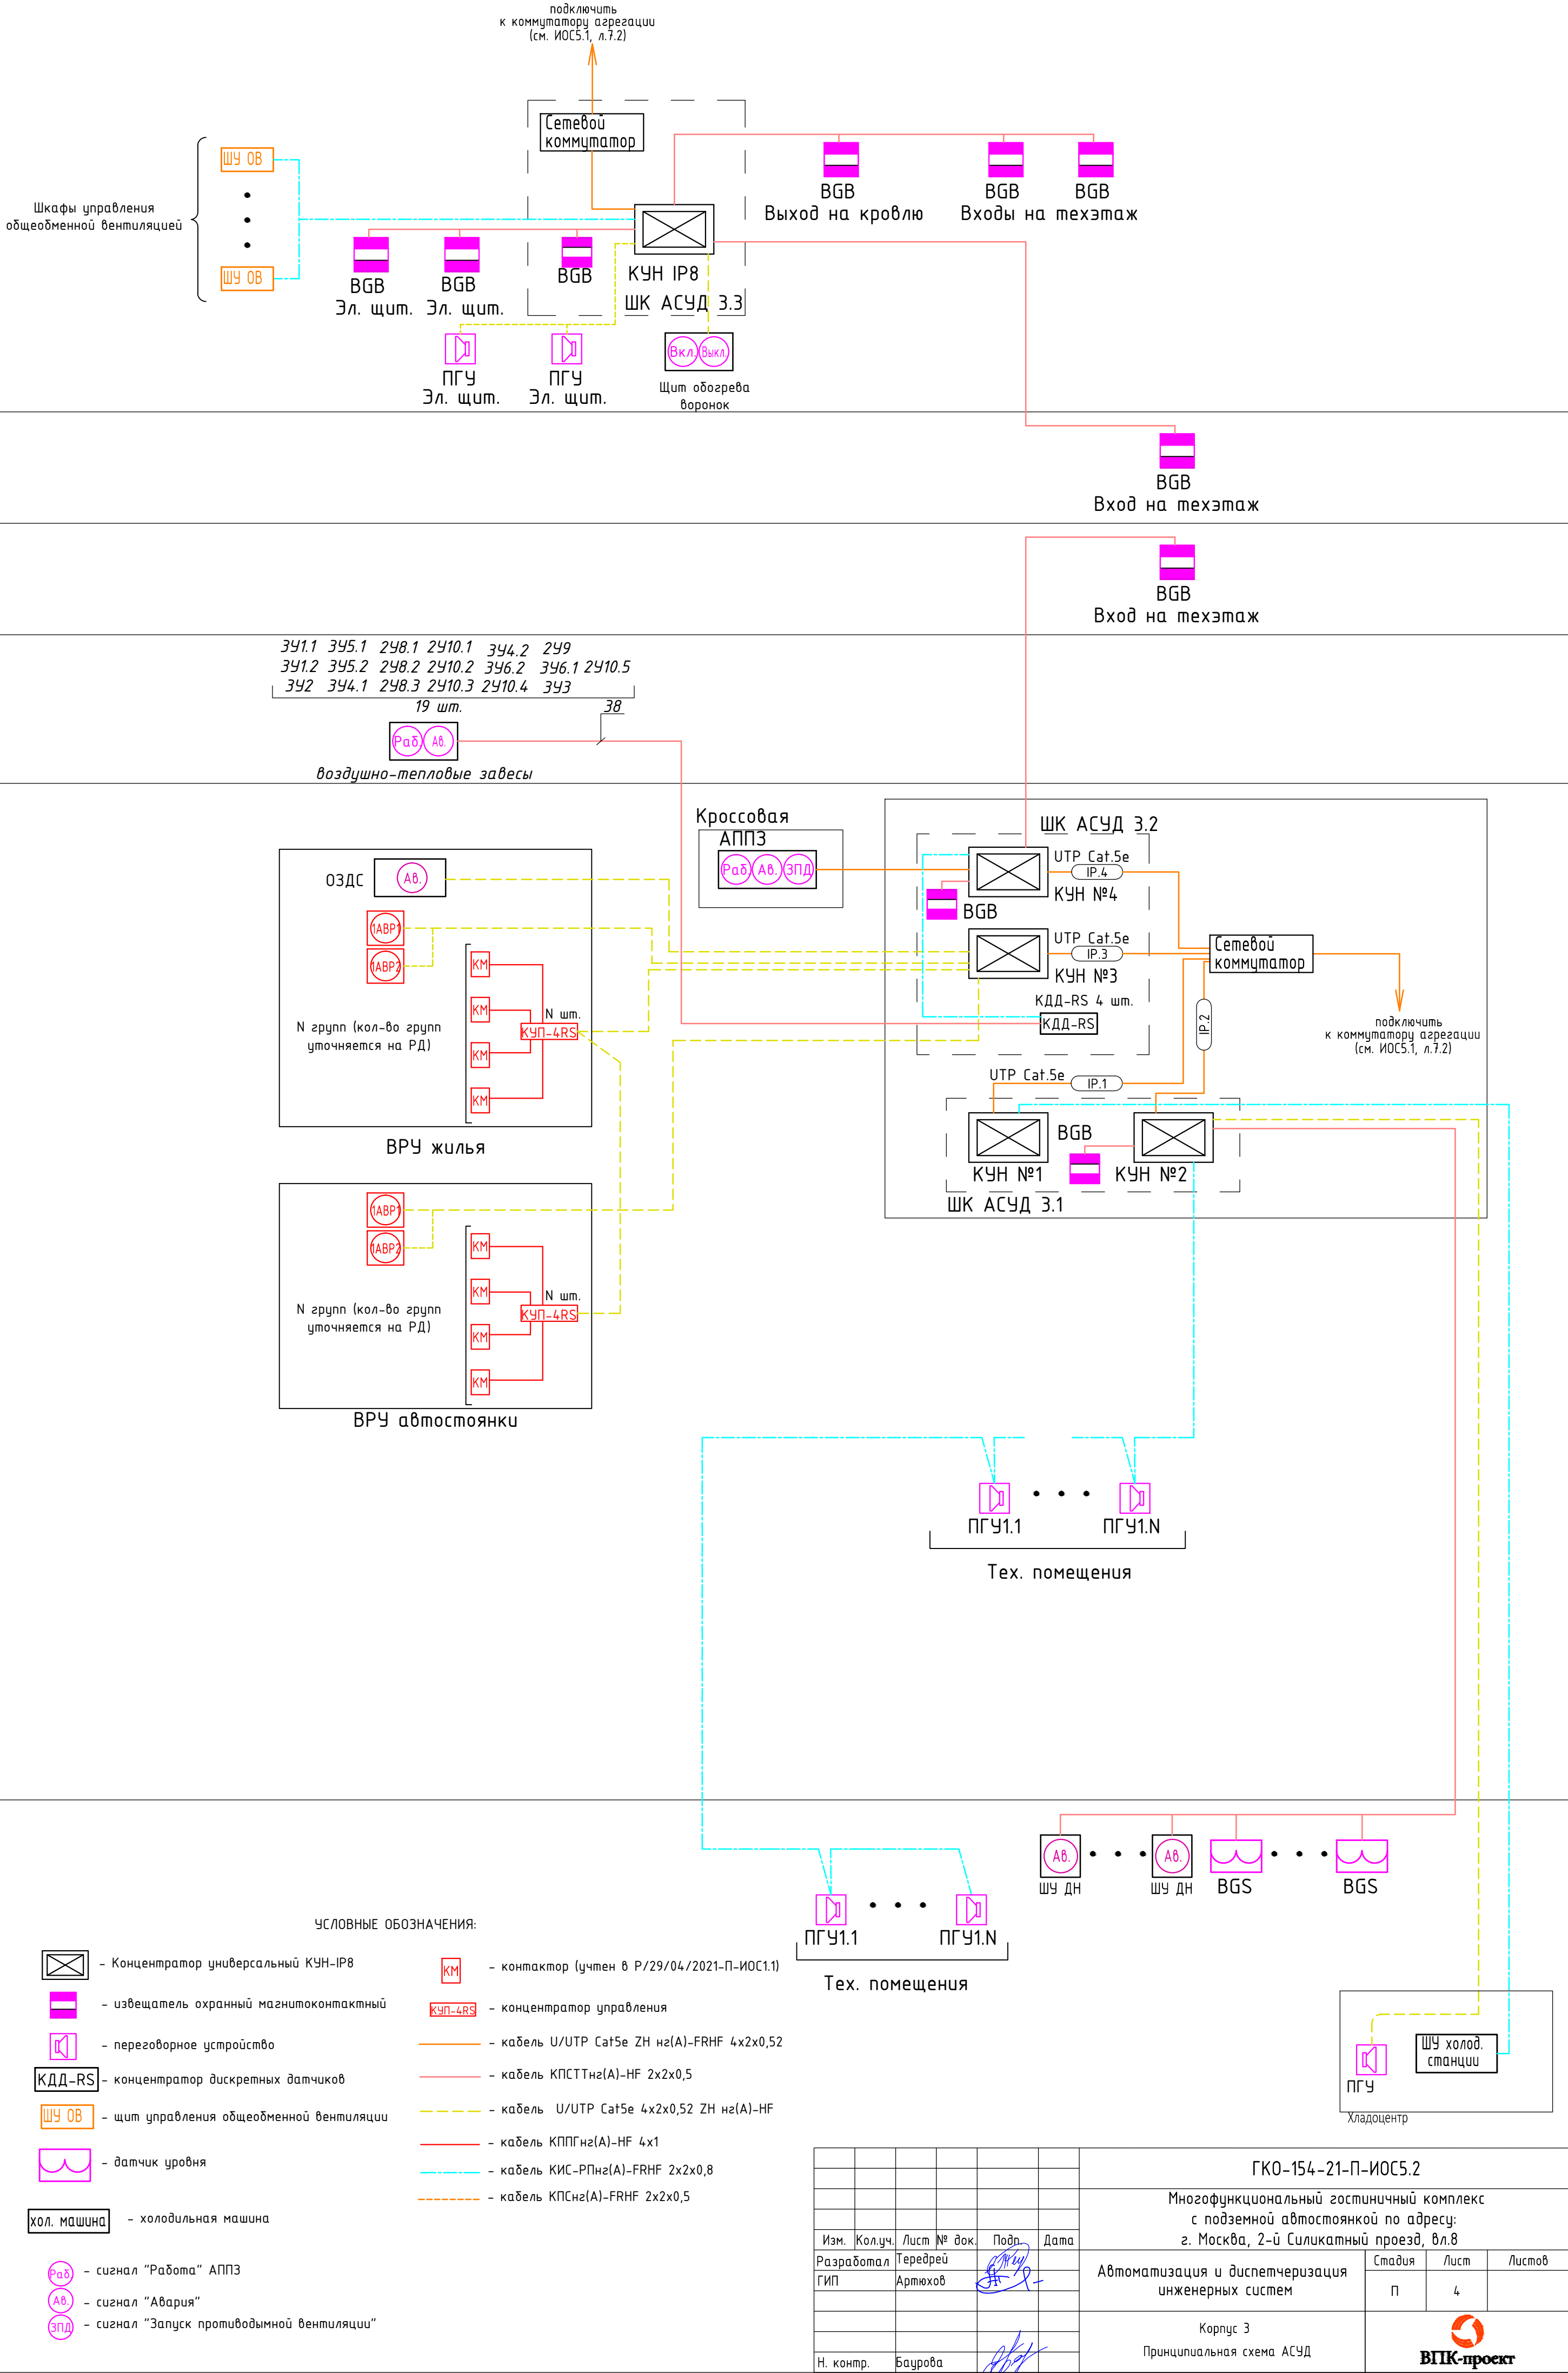 подключить
к коммутатору агрегации
(см. ИОС5.1, л.7.2)
Сетевой
коммутатор
ШУ ОВ
Шкафы управления
общеобменной вентиляцией
ШУ ОВ
BGB
Выход на кровлю
BGB
BGB
Входы на техэтаж
BGB
Эл. щит.
BGB
Эл. щит.
BGB
КУН IP8
ШК АСУД 3.3
ПГУ
Эл. щит.
ПГУ
Эл. щит.
Вкл. Выкл.
Щит обогрева
воронок
BGB
Вход на техэтаж
BGB
Вход на техэтаж
3У1.1 3У5.1 2У8.1 2У10.1 3У4.2 2У9
3У1.2 3У5.2 2У8.2 2У10.2 3У6.2 3У6.1 2У10.5
3У2 3У4.1 2У8.3 2У10.3 2У10.4 3У3
19 шт.
38
Раб. Ав.
воздушно-тепловые завесы
Кроссовая
АППЗ
Раб. Ав. ЗПД
ШК АСУД 3.2
UTP Cat.5e
IP.4
КУН №4
BGB
UTP Cat.5e
IP.3
КУН №3
КДД-RS 4 шт.
КДД-RS
Сетевой
коммутатор
IP.2
подключить
к коммутатору агрегации
(см. ИОС5.1, л.7.2)
UTP Cat.5e
IP.1
BGB
КУН №1
КУН №2
ШК АСУД 3.1
ОЗДС
Ав.
1АВР1
1АВР2
КМ
КМ
КМ
КМ
N шт.
КУП-4RS
N групп (кол-во групп
уточняется на РД)
ВРУ жилья
1АВР1
1АВР2
КМ
КМ
КМ
КМ
N шт.
КУП-4RS
N групп (кол-во групп
уточняется на РД)
ВРУ автостоянки
ПГУ1.1
ПГУ1.N
Тех. помещения
Ав.
ШУ ДН
Ав.
ШУ ДН
BGS
BGS
ПГУ1.1
ПГУ1.N
Тех. помещения
ПГУ
ШУ холод.
станции
Хладоцентр
УСЛОВНЫЕ ОБОЗНАЧЕНИЯ:
- Концентратор универсальный КУН-IP8
- извещатель охранный магнитоконтактный
- переговорное устройство
КДД-RS - концентратор дискретных датчиков
ШУ ОВ - щит управления общеобменной вентиляции
- датчик уровня
хол. машина - холодильная машина
Раб. - сигнал "Работа" АППЗ
Ав. - сигнал "Авария"
ЗПД - сигнал "Запуск противодымной вентиляции"
КМ - контактор (учтен в Р/29/04/2021-П-ИОС1.1)
КУП-4RS - концентратор управления
- кабель U/UTP Cat5e ZH нг(А)-FRHF 4х2х0,52
- кабель КПСТТнг(А)-HF 2х2х0,5
- кабель U/UTP Cat5e 4х2х0,52 ZH нг(А)-HF
- кабель КППГнг(А)-HF 4х1
- кабель КИС-РПнг(А)-FRHF 2х2х0,8
- кабель КПСнг(А)-FRHF 2х2х0,5
ГКО-154-21-П-ИОС5.2
Многофункциональный гостиничный комплекс
с подземной автостоянкой по адресу:
г. Москва, 2-й Силикатный проезд, вл.8
Изм. Кол.уч. Лист № док. Подп. Дата
Разработал Тередрей
ГИП Артюхов
Н. контр. Баурова
Автоматизация и диспетчеризация
инженерных систем
Стадия Лист Листов
П 4
Корпус 3
Принципиальная схема АСУД
ВПК-проект